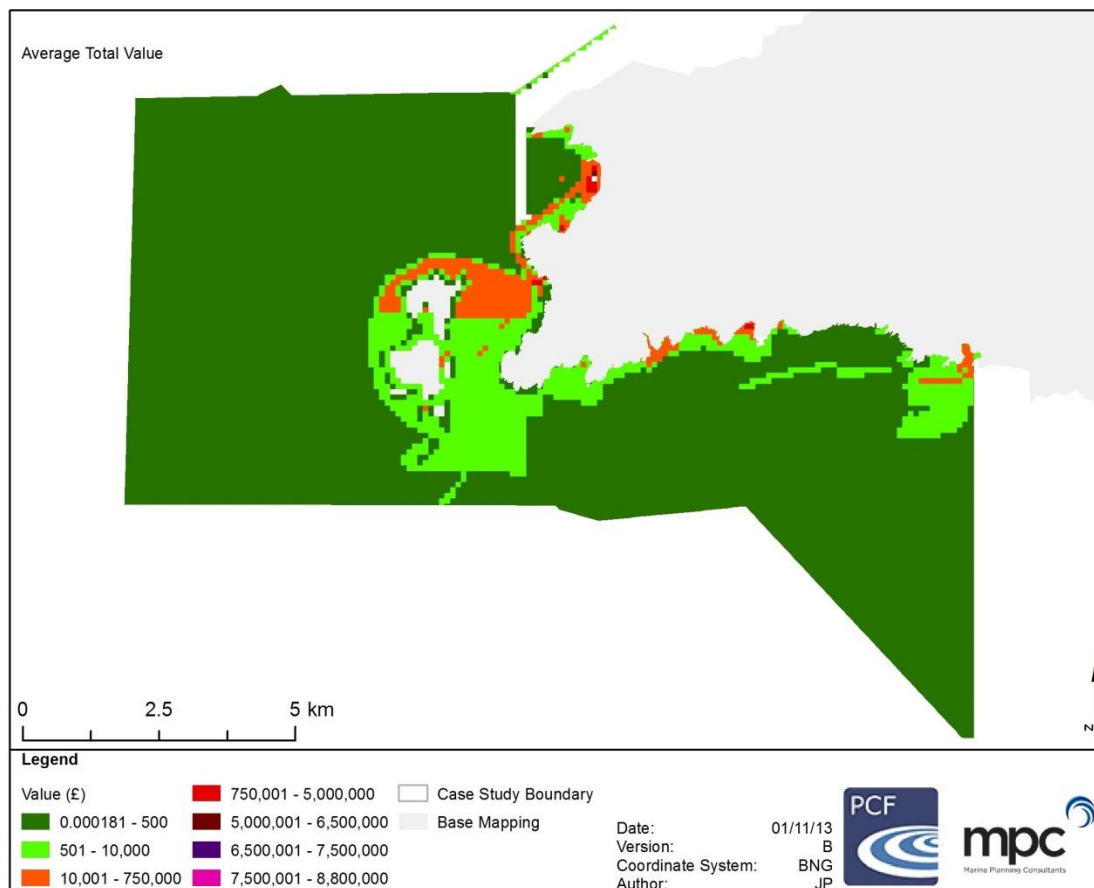 Average Total Value
0 2.5 5 km
z
Legend
Value (£)
0.000181 - 500
501 - 10,000
10,001 - 750,000
750,001 - 5,000,000
5,000,001 - 6,500,000
6,500,001 - 7,500,000
7,500,001 - 8,800,000
Case Study Boundary
Base Mapping
Date: 01/11/13
Version: B
Coordinate System: BNG
Author: JP
PCF
mpc
Marine Planning Consultants